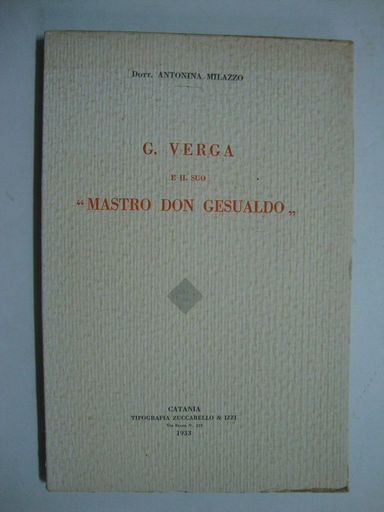 Dott. ANTONINA MILAZZO
G. VERGA
E IL SUO
“MASTRO DON GESUALDO„
CATANIA
TIPOGRAFIA ZUCCARELLO & IZZI
1933